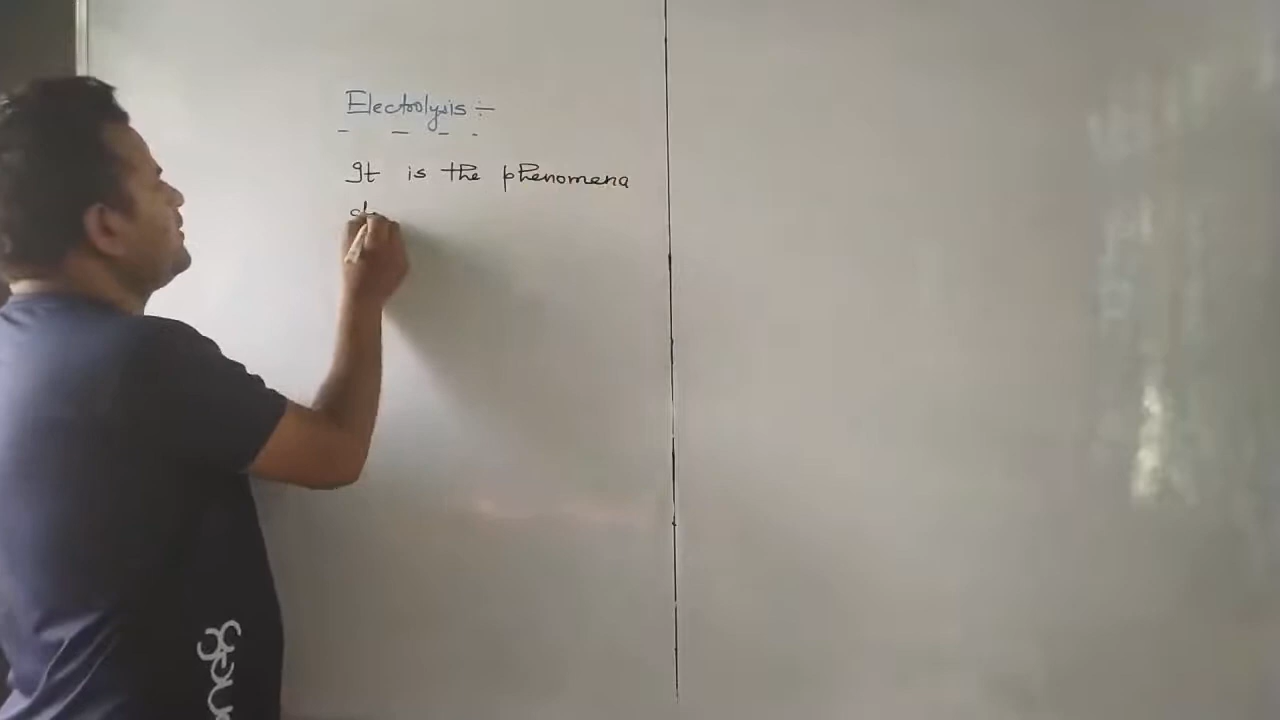 Electrolysis :-
It is the phenomena